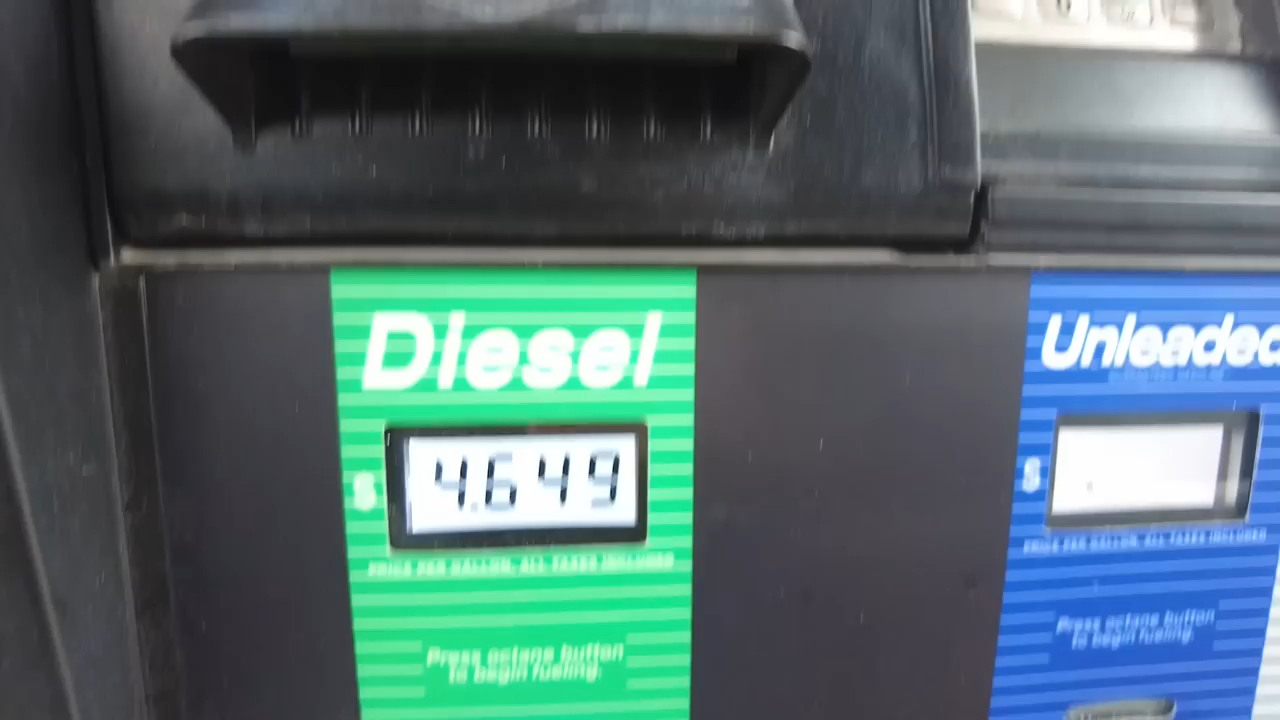 Diesel
$ 4.649
PRICE PER GALLON, ALL TAXES INCLUDED
Press octane button
to begin fueling.
Unleaded
$
PRICE PER GALLON, ALL TAXES INCLUDED
Press octane button
to begin fueling.